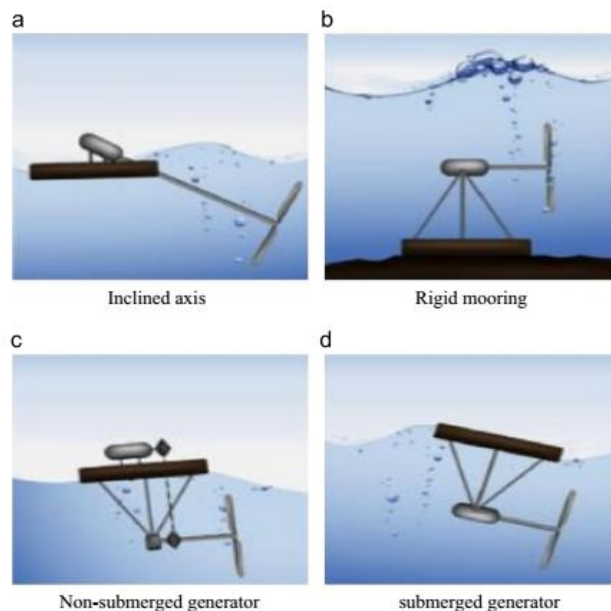 a
b
Inclined axis
Rigid mooring
c
d
Non-submerged generator
submerged generator